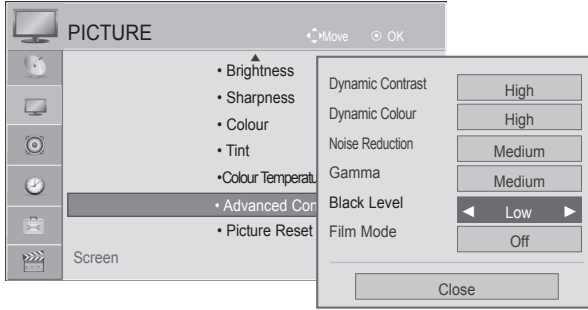 PICTURE
Move OK
• Brightness
• Sharpness
• Colour
• Tint
•Colour Temperatu
• Advanced Con
• Picture Reset
Screen
Dynamic Contrast High
Dynamic Colour High
Noise Reduction Medium
Gamma Medium
Black Level ◀ Low ▶
Film Mode Off
Close